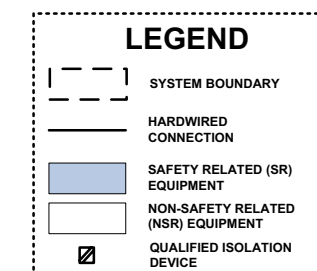 LEGEND
SYSTEM BOUNDARY
HARDWIRED
CONNECTION
SAFETY RELATED (SR)
EQUIPMENT
NON-SAFETY RELATED
(NSR) EQUIPMENT
QUALIFIED ISOLATION
DEVICE